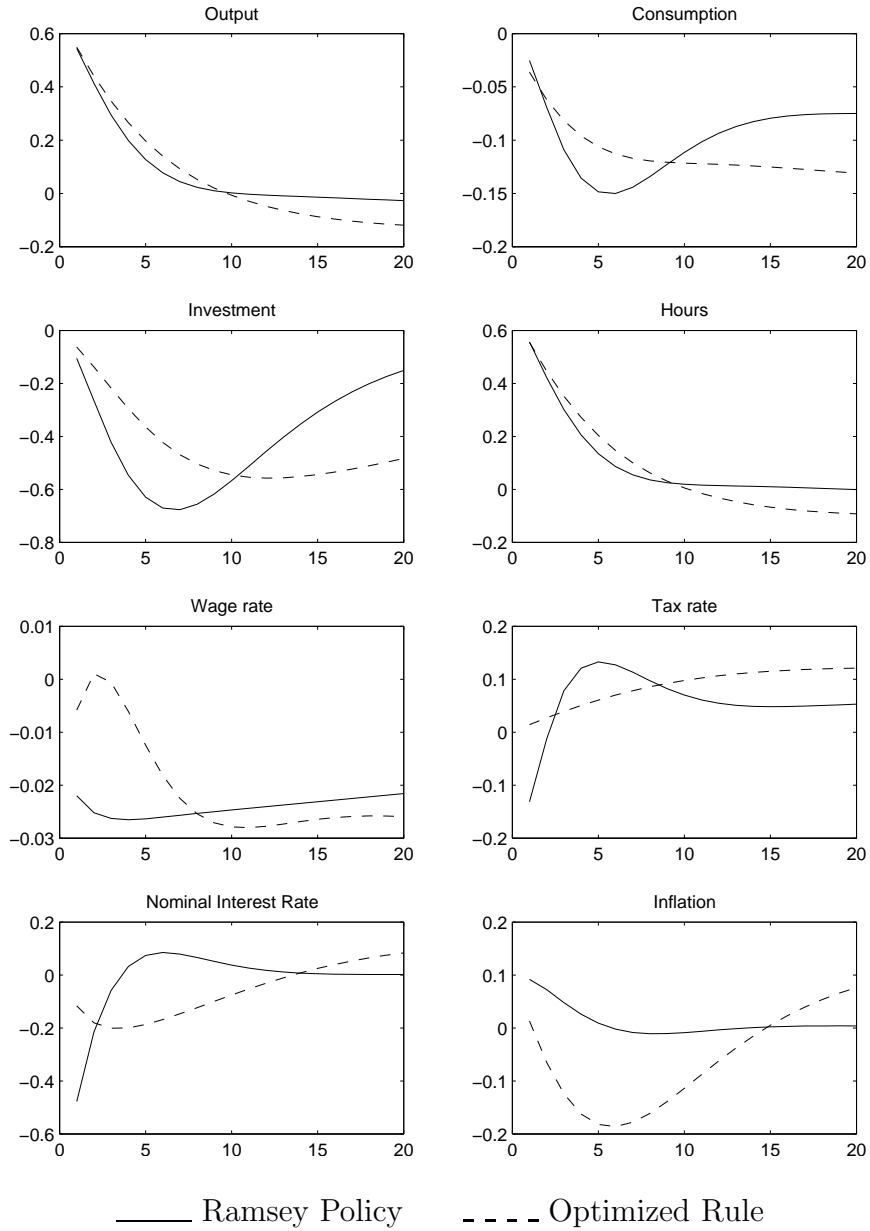 Output
0.6
0.4
0.2
0
−0.2
0 5 10 15 20
Consumption
0
−0.05
−0.1
−0.15
−0.2
0 5 10 15 20
Investment
0
−0.2
−0.4
−0.6
−0.8
0 5 10 15 20
Hours
0.6
0.4
0.2
0
−0.2
0 5 10 15 20
Wage rate
0.01
0
−0.01
−0.02
−0.03
0 5 10 15 20
Tax rate
0.2
0.1
0
−0.1
−0.2
0 5 10 15 20
Nominal Interest Rate
0.2
0
−0.2
−0.4
−0.6
0 5 10 15 20
Inflation
0.2
0.1
0
−0.1
−0.2
0 5 10 15 20
Ramsey Policy
Optimized Rule